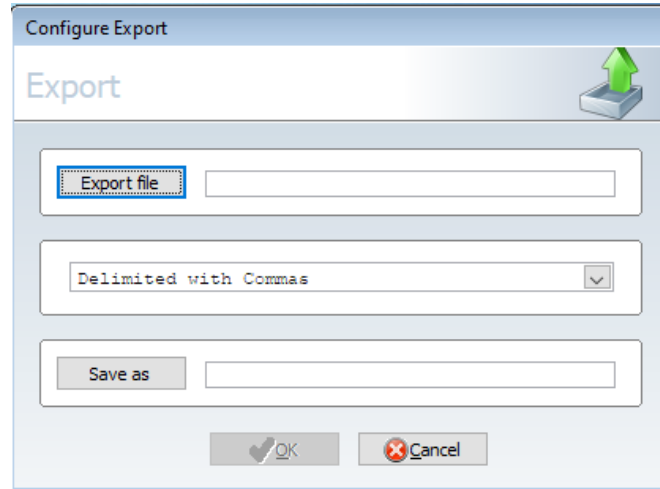 Configure Export
Export
Export file
Delimited with Commas
Save as
OK
Cancel